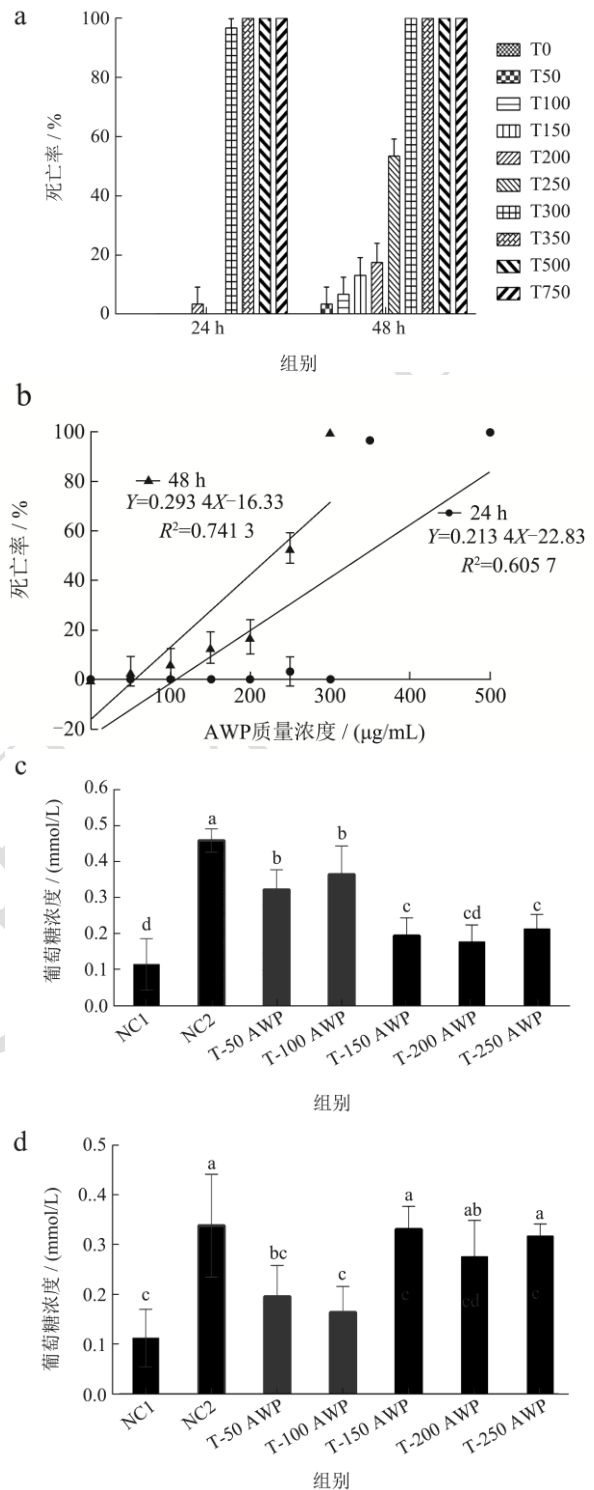 a
100
80
60
40
20
0
死亡率 / %
24 h
48 h
组别
T0
T50
T100
T150
T200
T250
T300
T350
T500
T750
b
100
80
60
40
20
0
−20
死亡率 / %
48 h
Y=0.293 4X−16.33
R²=0.741 3
24 h
Y=0.213 4X−22.83
R²=0.605 7
100
200
300
400
500
AWP质量浓度 / (μg/mL)
c
0.6
0.5
0.4
0.3
0.2
0.1
0.0
葡萄糖浓度 / (mmol/L)
d
a
b
b
c
cd
c
NC1
NC2
T-50 AWP
T-100 AWP
T-150 AWP
T-200 AWP
T-250 AWP
组别
d
0.5
0..4
0.3
0.2
0.1
0.0
葡萄糖浓度 / (mmol/L)
c
a
bc
c
a
ab
a
c
cd
c
NC1
NC2
T-50 AWP
T-100 AWP
T-150 AWP
T-200 AWP
T-250 AWP
组别